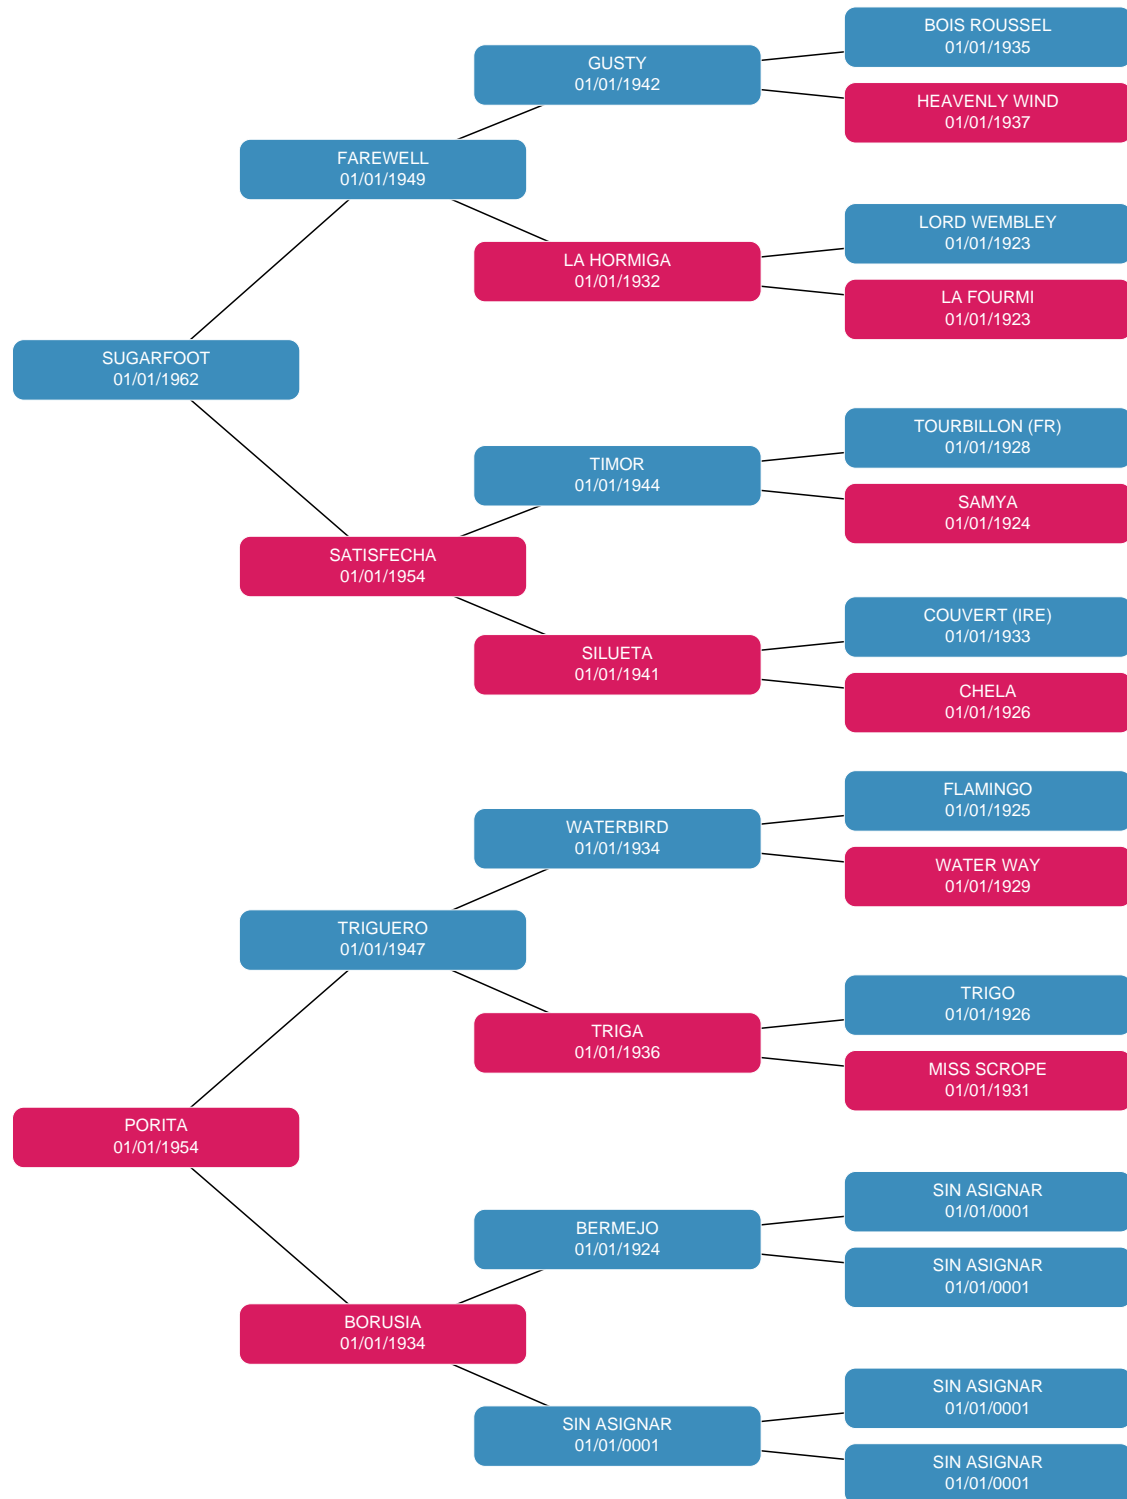 BOIS ROUSSEL
01/01/1935
GUSTY
01/01/1942
HEAVENLY WIND
01/01/1937
FAREWELL
01/01/1949
LORD WEMBLEY
01/01/1923
LA HORMIGA
01/01/1932
LA FOURMI
01/01/1923
SUGARFOOT
01/01/1962
TOURBILLON (FR)
01/01/1928
TIMOR
01/01/1944
SAMYA
01/01/1924
SATISFECHA
01/01/1954
COUVERT (IRE)
01/01/1933
SILUETA
01/01/1941
CHELA
01/01/1926
FLAMINGO
01/01/1925
WATERBIRD
01/01/1934
WATER WAY
01/01/1929
TRIGUERO
01/01/1947
TRIGO
01/01/1926
TRIGA
01/01/1936
MISS SCROPE
01/01/1931
PORITA
01/01/1954
SIN ASIGNAR
01/01/0001
BERMEJO
01/01/1924
SIN ASIGNAR
01/01/0001
BORUSIA
01/01/1934
SIN ASIGNAR
01/01/0001
SIN ASIGNAR
01/01/0001
SIN ASIGNAR
01/01/0001